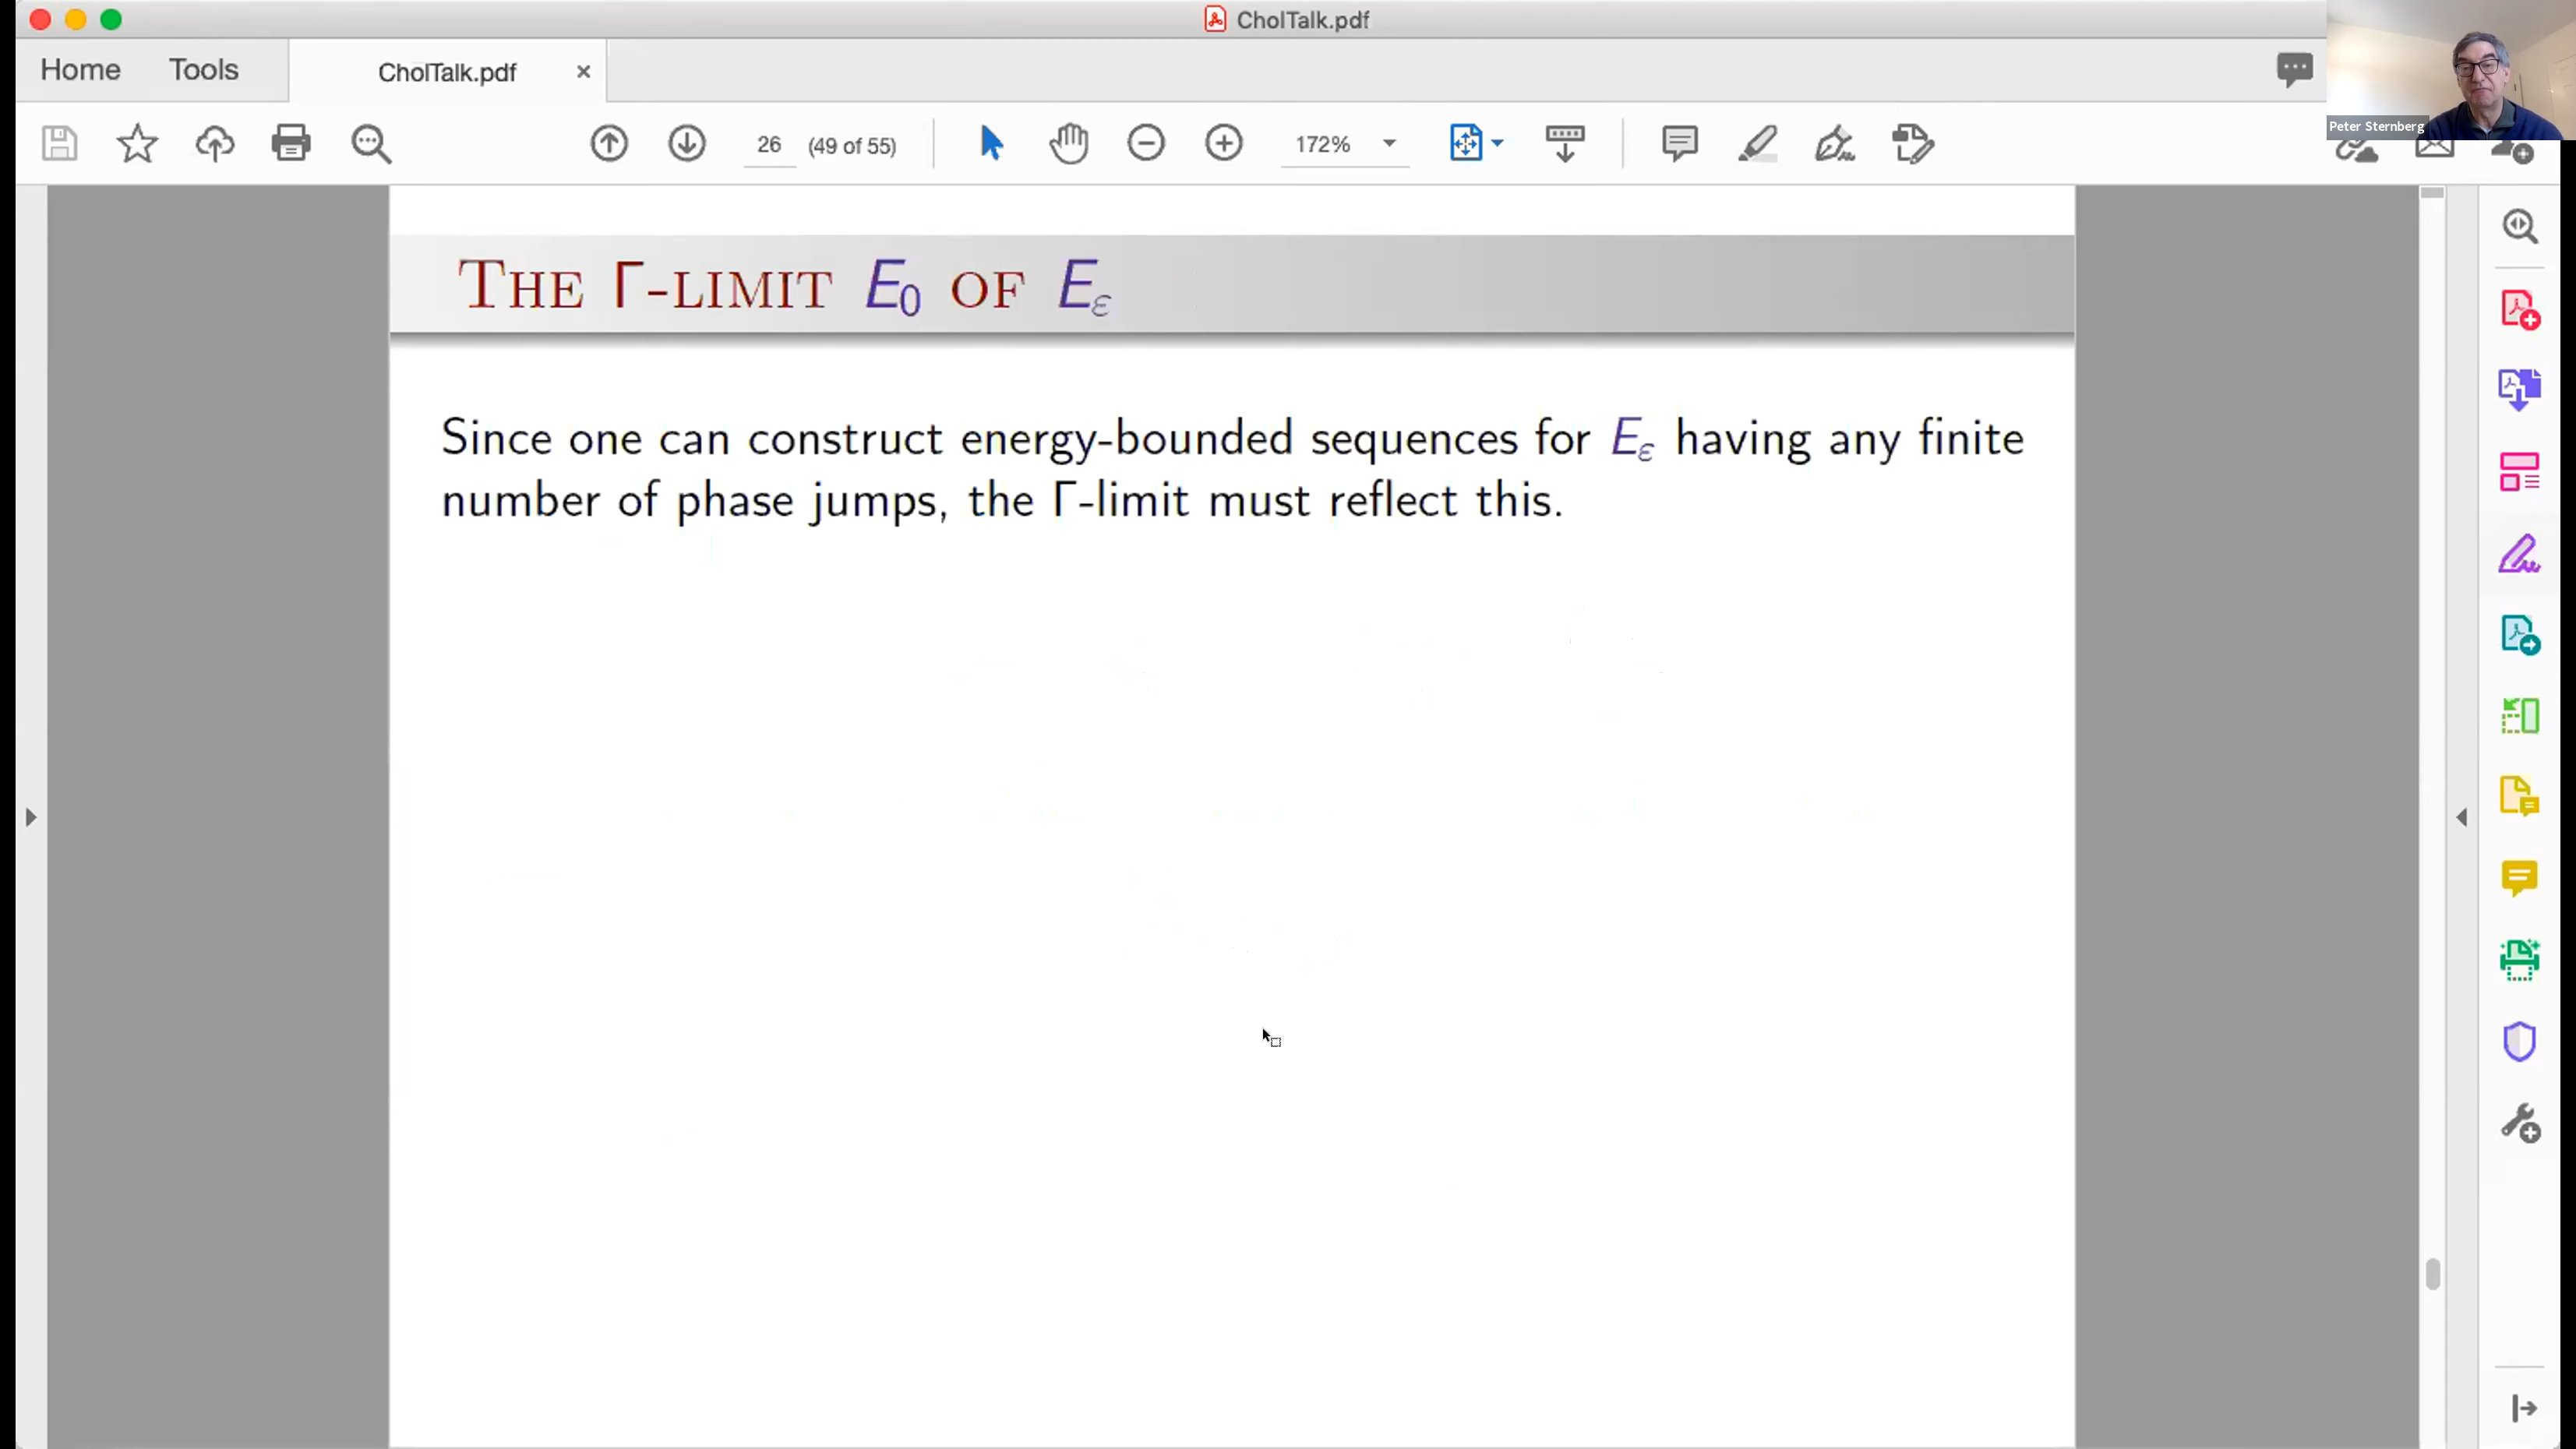 CholTalk.pdf
Home Tools CholTalk.pdf ×
Peter Sternberg
26 (49 of 55) 172%
THE Γ-LIMIT E₀ OF Eε
Since one can construct energy-bounded sequences for Eε having any finite
number of phase jumps, the Γ-limit must reflect this.